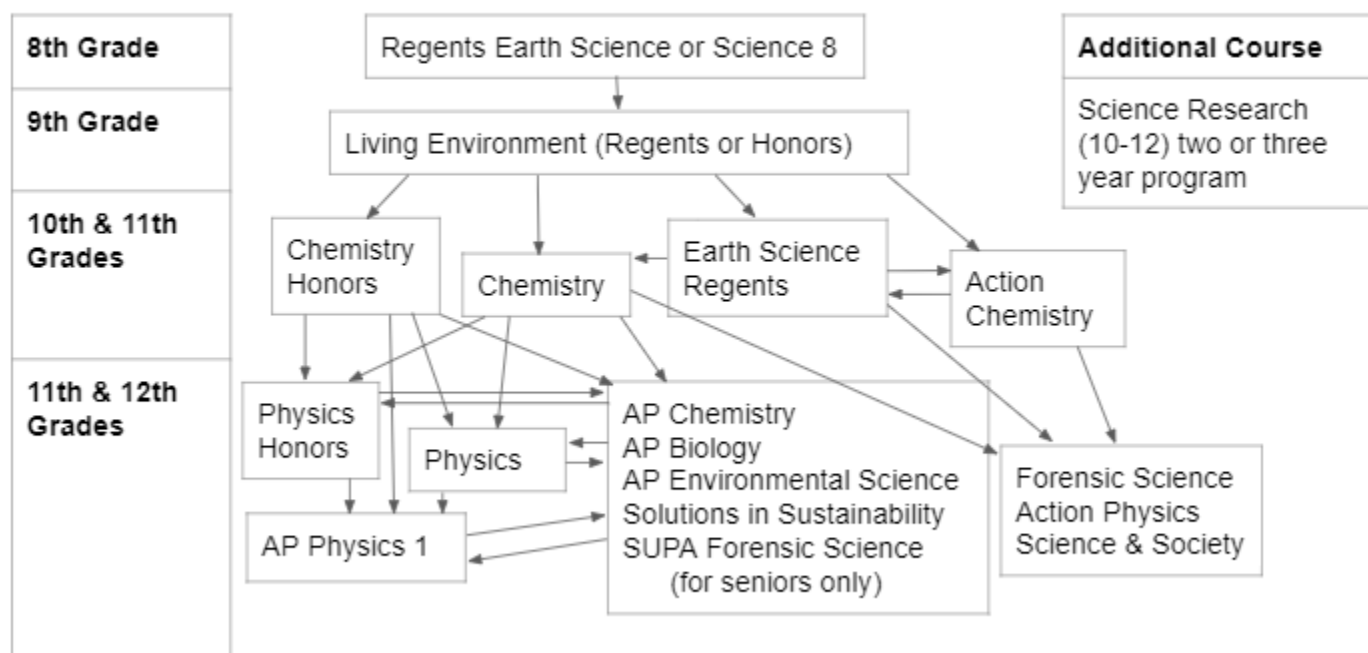 8th Grade
Regents Earth Science or Science 8
Additional Course
9th Grade
Living Environment (Regents or Honors)
Science Research
(10-12) two or three
year program
10th & 11th
Grades
Chemistry
Honors
Chemistry
Earth Science
Regents
Action
Chemistry
11th & 12th
Grades
Physics
Honors
Physics
AP Physics 1
AP Chemistry
AP Biology
AP Environmental Science
Solutions in Sustainability
SUPA Forensic Science
(for seniors only)
Forensic Science
Action Physics
Science & Society